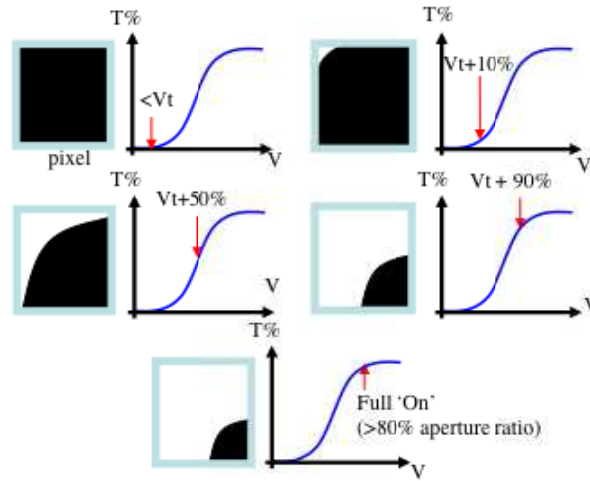 T%
<Vt
pixel
V
T%
Vt+10%
V
T%
Vt+50%
V
T%
Vt + 90%
V
T%
Full ‘On’
(>80% aperture ratio)
V